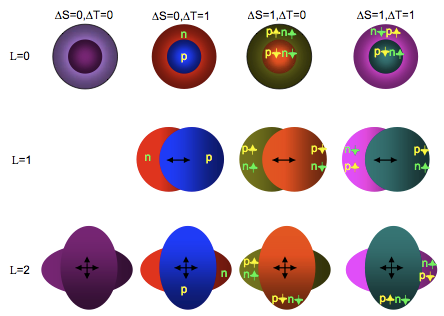 ΔS=0,ΔT=0 ΔS=0,ΔT=1 ΔS=1,ΔT=0 ΔS=1,ΔT=1
L=0
n
p
p↑n↑
p↓n↓
n↓p↑
p↓n↑
L=1
n p
p↑ p↓
n↑ n↓
n↓ p↓
p↑ n↑
L=2
n
p
p↑
n↑
p↓n↓
n↑
p↓